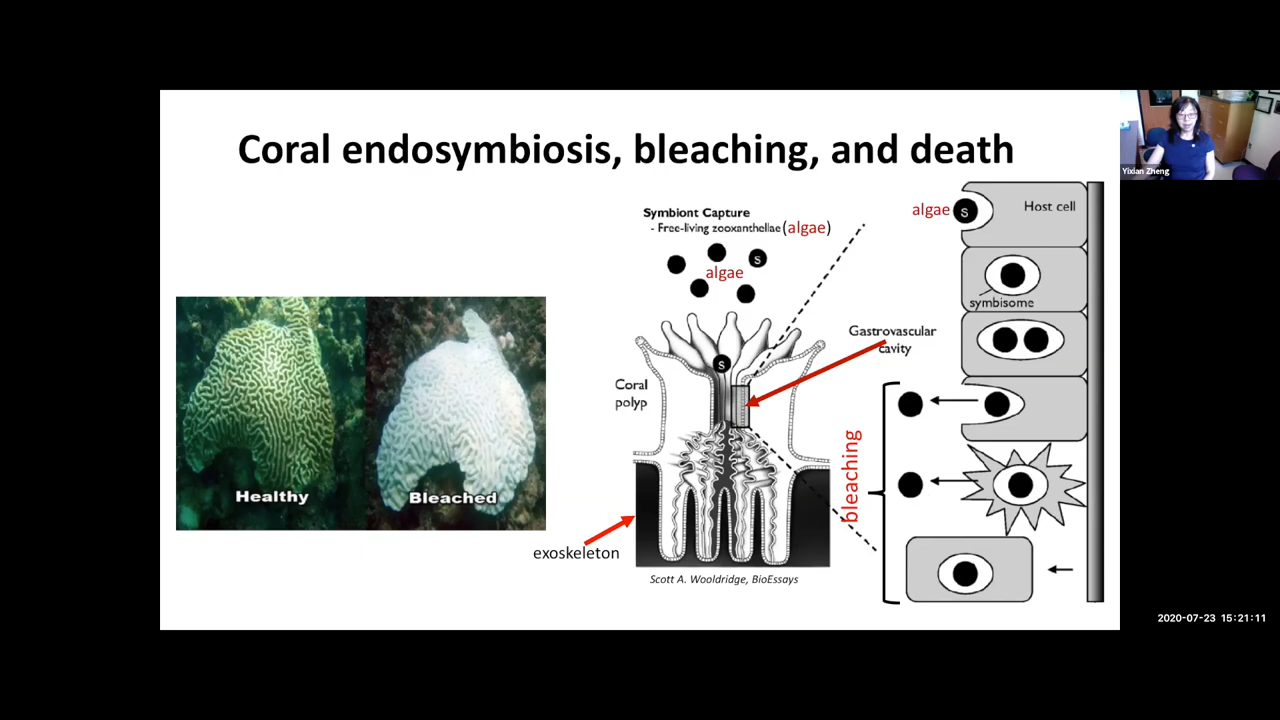 Coral endosymbiosis, bleaching, and death
Yixian Zheng
Symbiont Capture
- Free-living zooxanthellae (algae)
algae
S
S
Coral
polyp
Gastrovascular
cavity
exoskeleton
Scott A. Wooldridge, BioEssays
Healthy
Bleached
algae
S
Host cell
symbisome
bleaching
2020-07-23 15:21:11